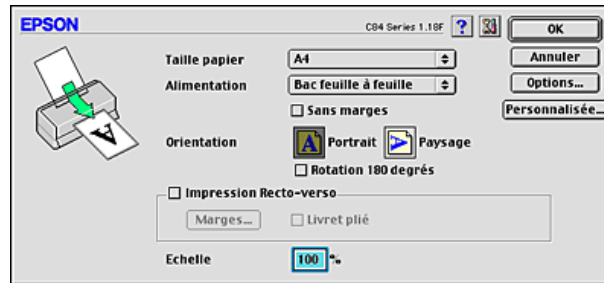 EPSON C84 Series 1.18F ? OK
Taille papier A4 Annuler
Alimentation Bac feuille à feuille Options...
Sans marges Personnalisée...
Orientation A Portrait A Paysage
Rotation 180 degrés
Impression Recto-verso
Marges... Livret plié
Echelle 100 %
A